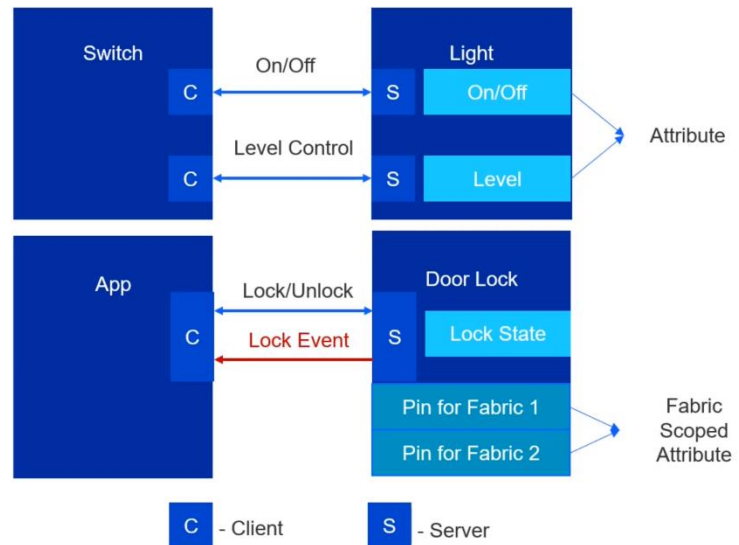 Switch
On/Off
Light
C
S
On/Off
Level Control
Attribute
C
S
Level
App
Lock/Unlock
Door Lock
C
Lock Event
S
Lock State
Pin for Fabric 1
Pin for Fabric 2
Fabric
Scoped
Attribute
C - Client
S - Server